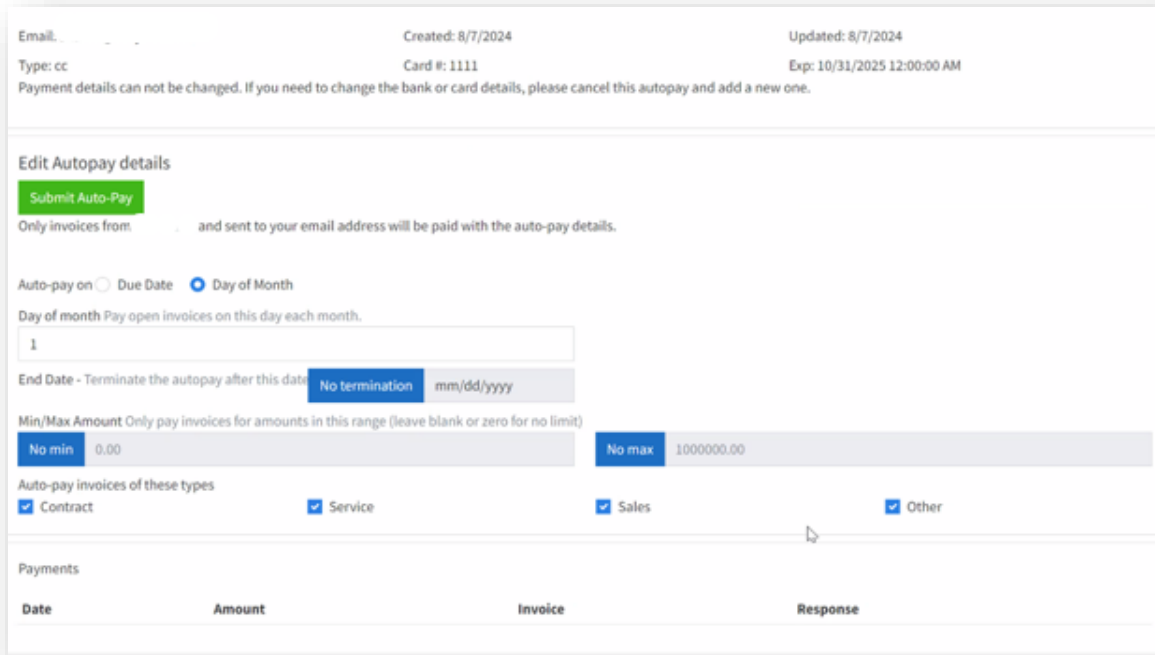 Email: Created: 8/7/2024 Updated: 8/7/2024
Type: cc Card #: 1111 Exp: 10/31/2025 12:00:00 AM
Payment details can not be changed. If you need to change the bank or card details, please cancel this autopay and add a new one.
Edit Autopay details
Submit Auto-Pay
Only invoices from and sent to your email address will be paid with the auto-pay details.
Auto-pay on Due Date Day of Month
Day of month Pay open invoices on this day each month.
1
End Date - Terminate the autopay after this date No termination mm/dd/yyyy
Min/Max Amount Only pay invoices for amounts in this range (leave blank or zero for no limit)
No min 0.00 No max 1000000.00
Auto-pay invoices of these types
Contract Service Sales Other
Payments
Date Amount Invoice Response